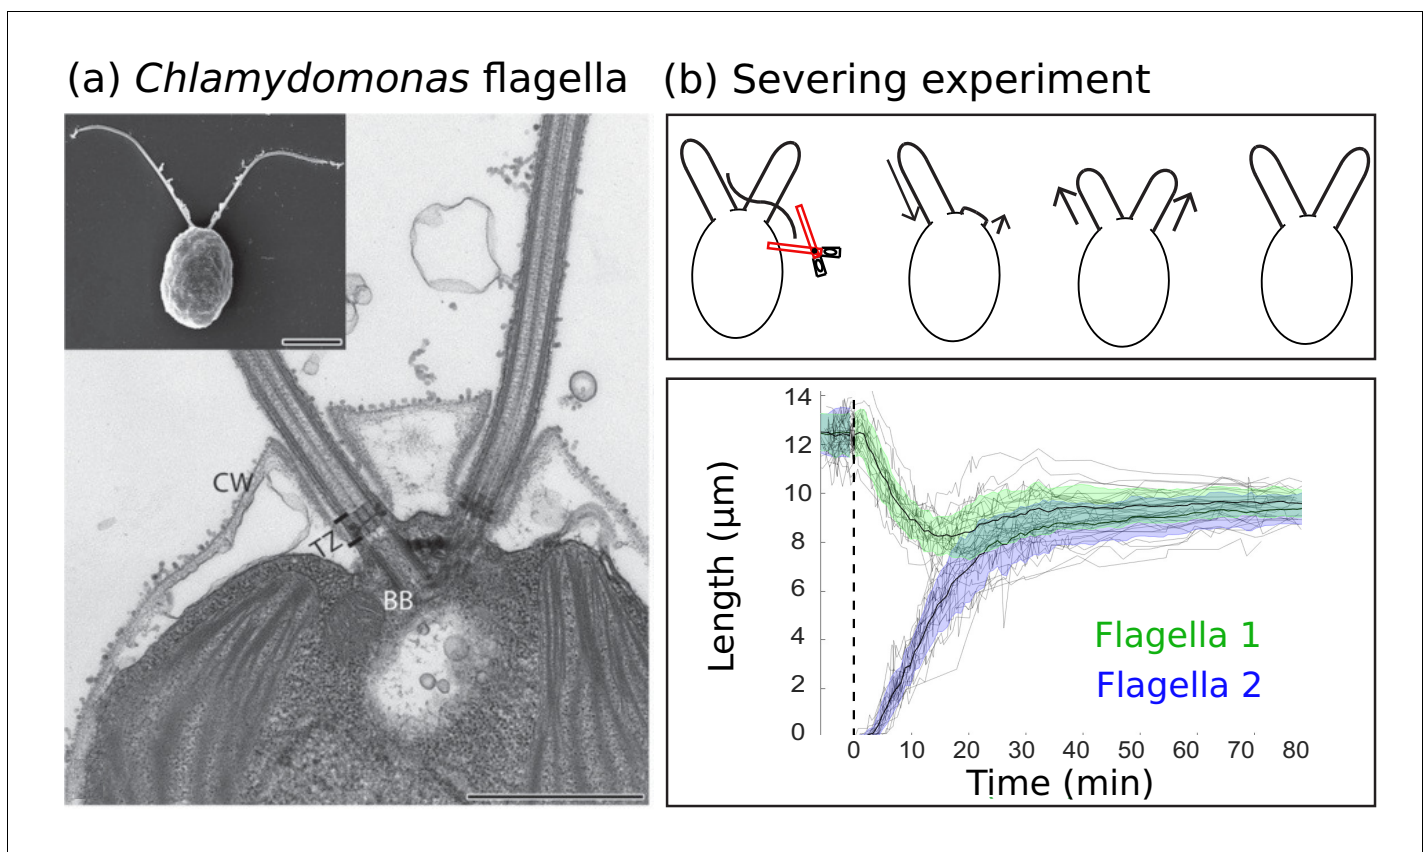 (a) Chlamydomonas flagella
CW
TZ
BB
(b) Severing experiment
14
12
10
8
6
4
2
0
Length (μm)
Flagella 1
Flagella 2
0 10 20 30 40 50 60 70 80
Time (min)